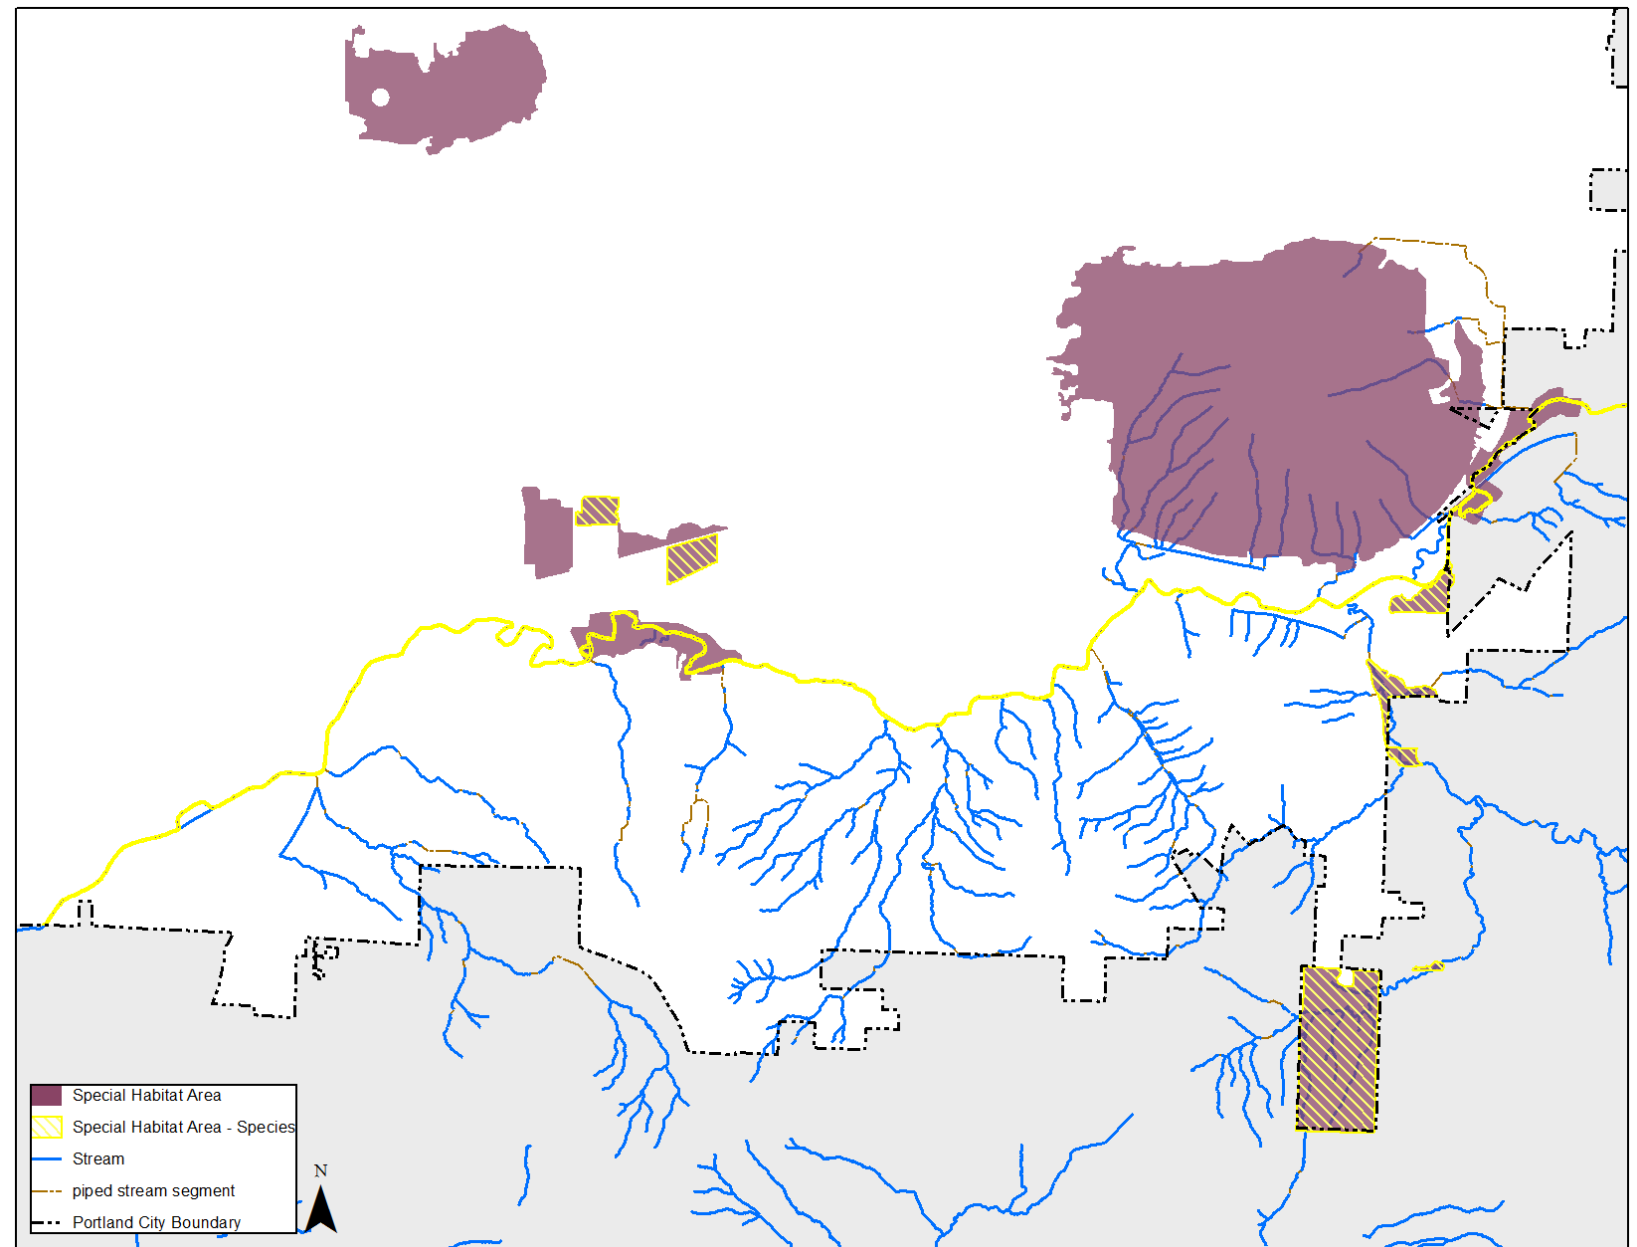 Special Habitat Area
Special Habitat Area - Species
Stream
piped stream segment
Portland City Boundary
N